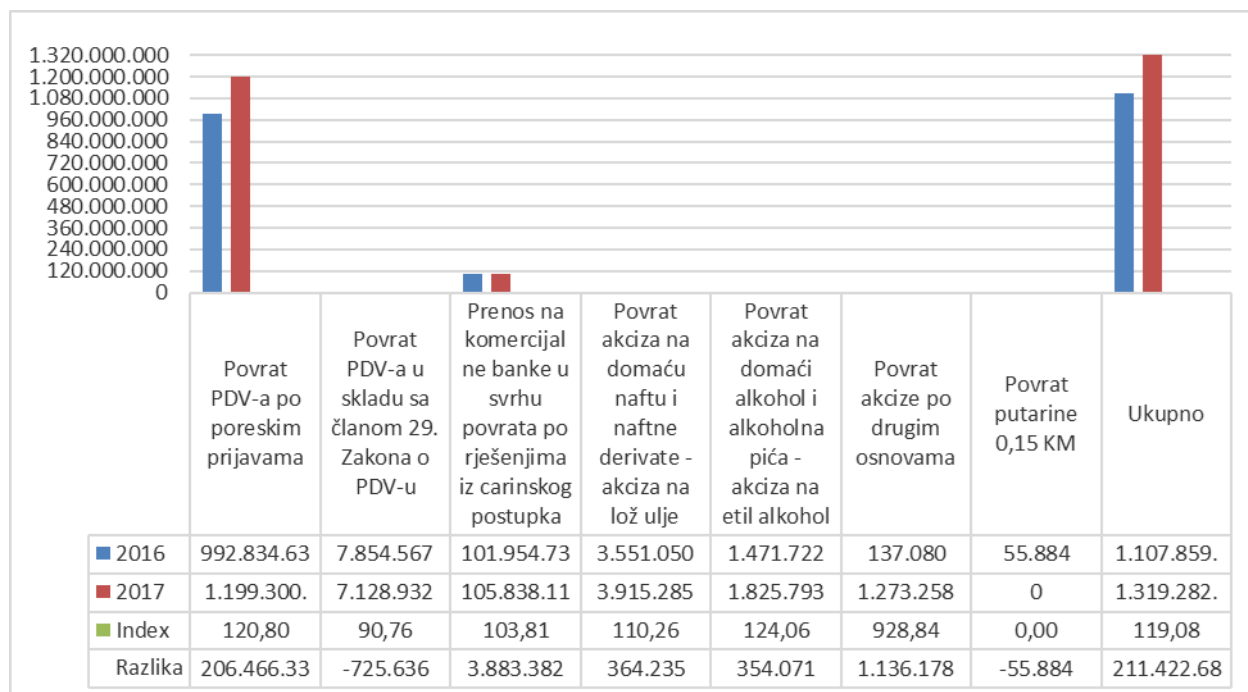 1.320.000.000
1.200.000.000
1.080.000.000
960.000.000
840.000.000
720.000.000
600.000.000
480.000.000
360.000.000
240.000.000
120.000.000
0
Povrat
PDV-a po
poreskim
prijavama
Povrat
PDV-a u
skladu sa
članom 29.
Zakona o
PDV-u
Prenos na
komercijal
ne banke u
svrhu
povrata po
rješenjima
iz carinskog
postupka
Povrat
akciza na
domaću
naftu i
naftne
derivate -
akciza na
lož ulje
Povrat
akciza na
domaći
alkohol i
alkoholna
pića -
akciza na
etil alkohol
Povrat
akcize po
drugim
osnovama
Povrat
putarine
0,15 KM
Ukupno
2016 992.834.63 7.854.567 101.954.73 3.551.050 1.471.722 137.080 55.884 1.107.859.
2017 1.199.300. 7.128.932 105.838.11 3.915.285 1.825.793 1.273.258 0 1.319.282.
Index 120,80 90,76 103,81 110,26 124,06 928,84 0,00 119,08
Razlika 206.466.33 -725.636 3.883.382 364.235 354.071 1.136.178 -55.884 211.422.68